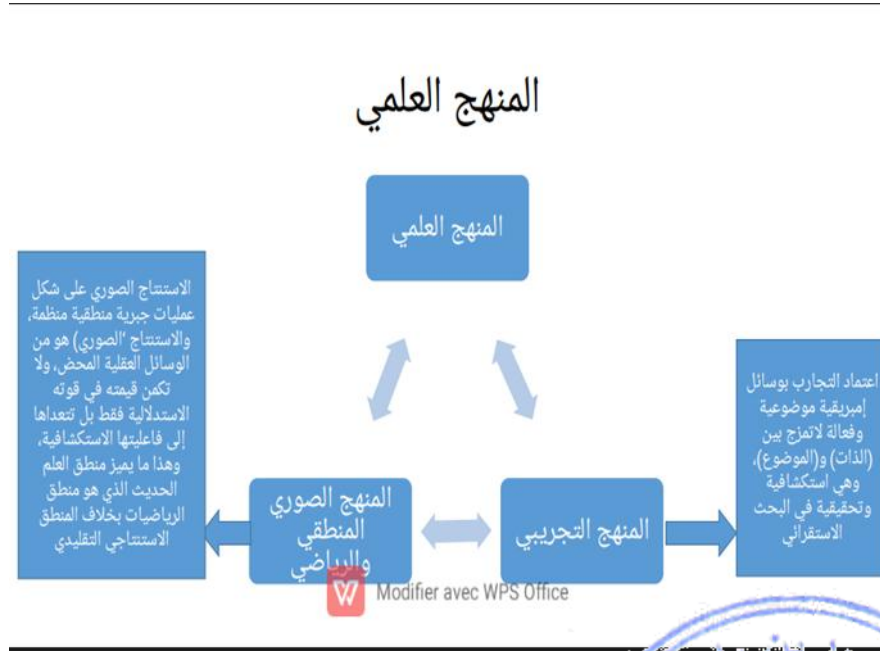 المنهج العلمي
المنهج العلمي
الاستنتاج الصوري على شكل
عمليات جبرية منطقية منظمة،
والاستنتاج "الصوري) هو من
الوسائل العقلية المحض، ولا
تكمن قيمته في قوته
الاستدلالية فقط بل تتعداها
إلى فاعليتها الاستكشافية،
وهذا ما يميز منطق العلم
الحديث الذي هو منطق
الرياضيات بخلاف المنطق
الاستنتاجي التقليدي
اعتماد التجارب بوسائل
إمبريقية موضوعية
وفعالة لاتمزج بين
(الذات) و(الموضوع)،
وهي استكشافية
وتحقيقية في البحث
الاستقرائي
المنهج التجريبي
المنهج الصوري
المنطقي
والرياضي
Modifier avec WPS Office